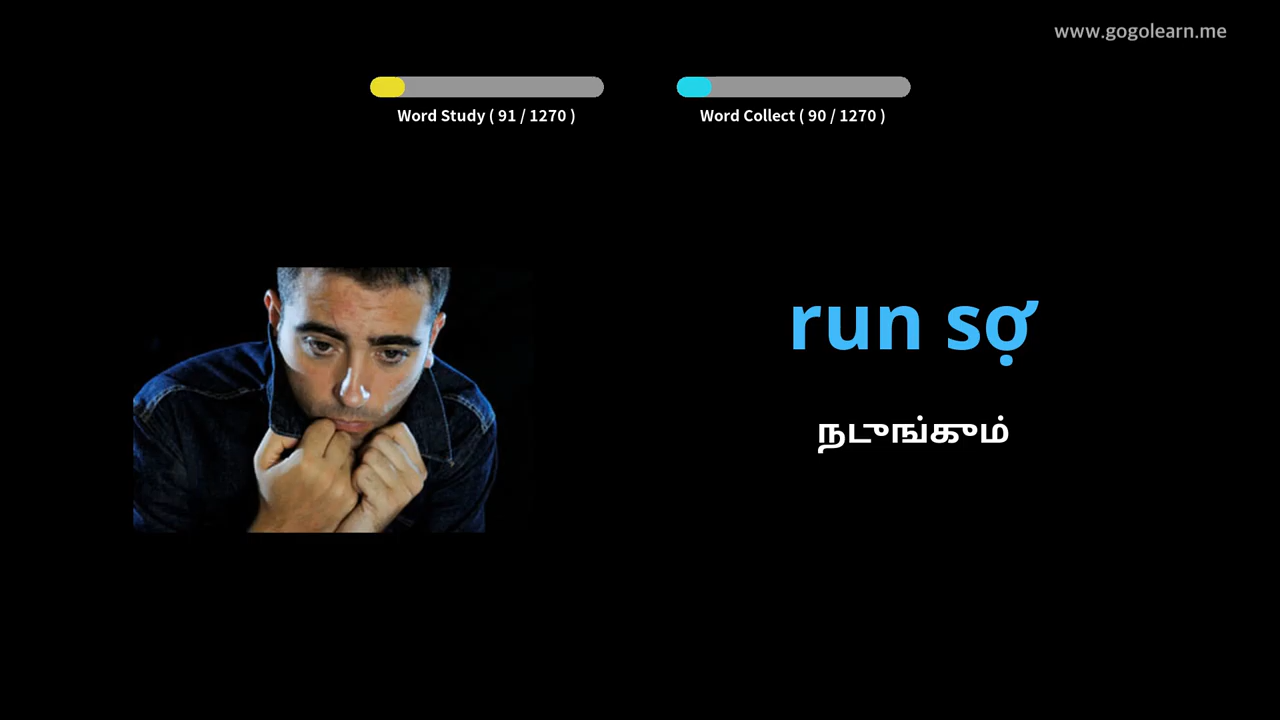 www.gogolearn.me
Word Study ( 91 / 1270 )
Word Collect ( 90 / 1270 )
run sợ
நடுங்கும்